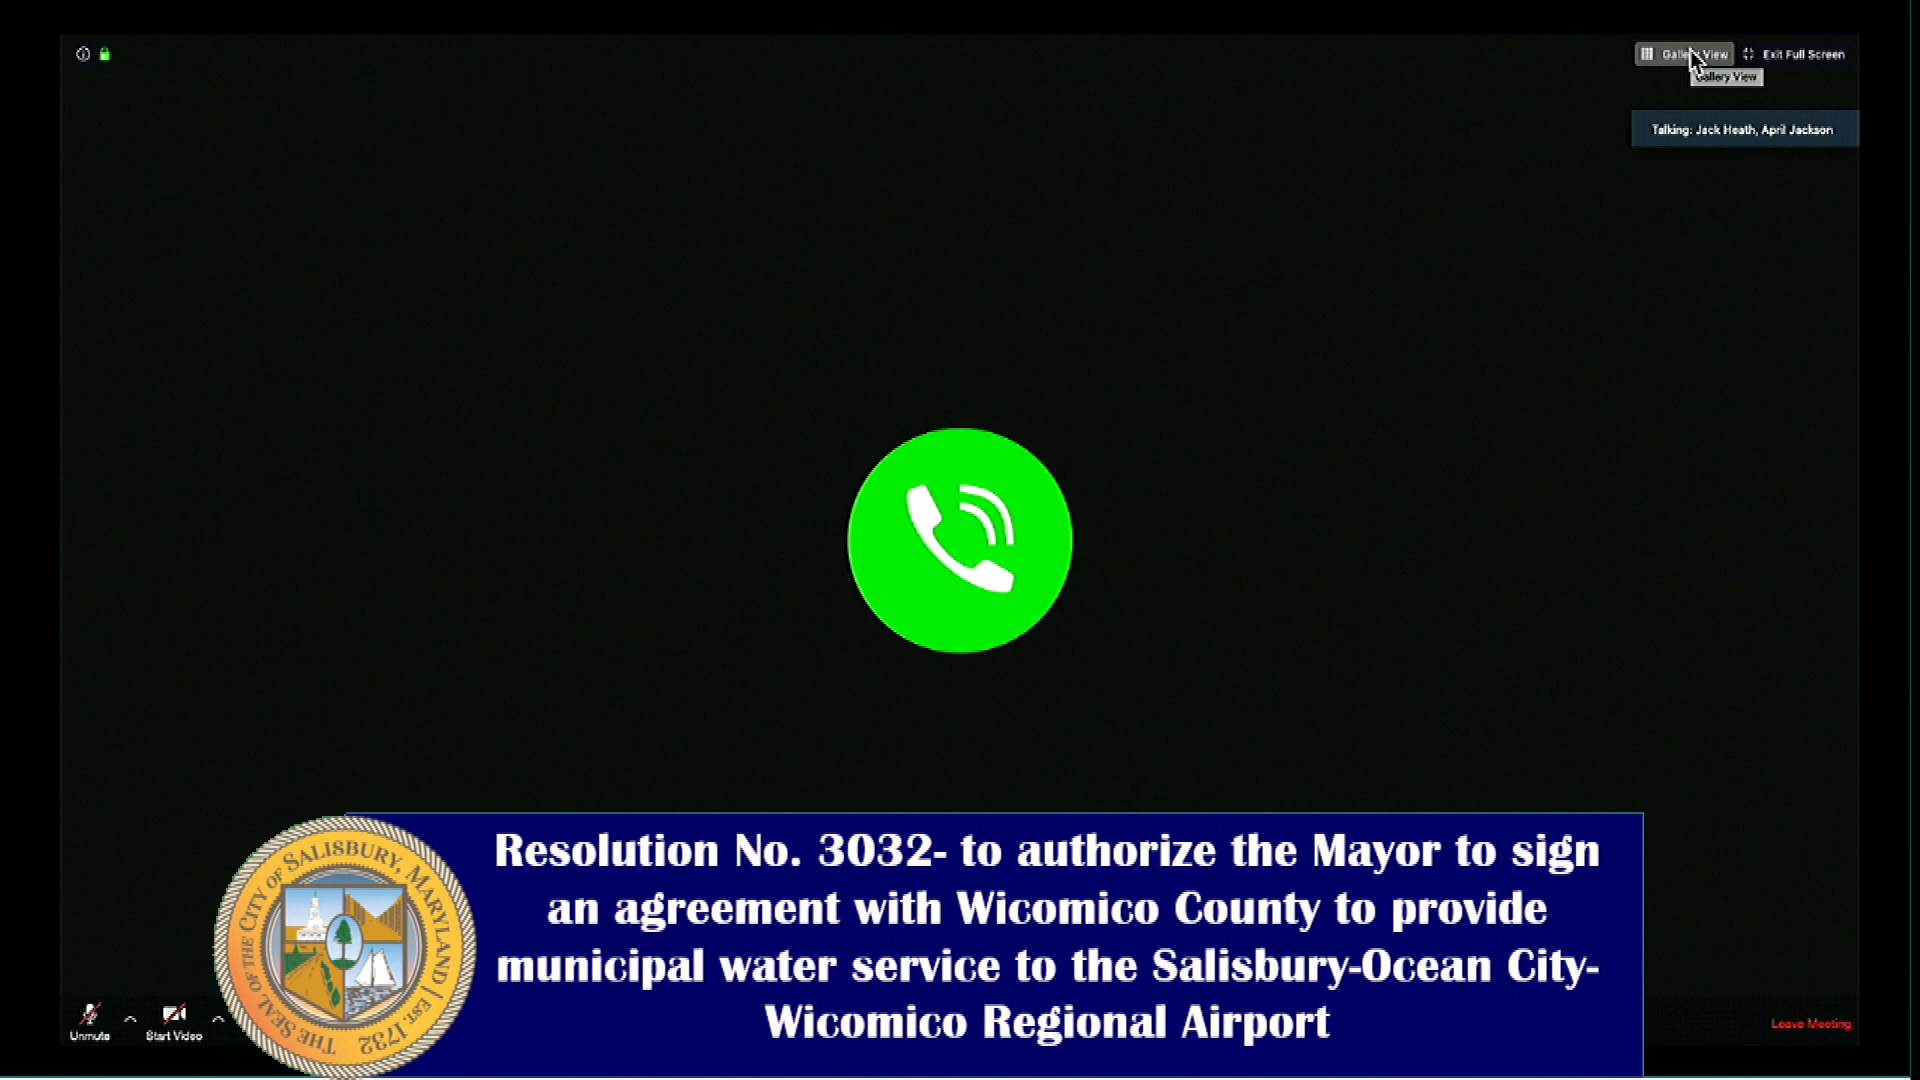 Gallery View
Exit Full Screen
Gallery View
Talking: Jack Heath, April Jackson
Resolution No. 3032- to authorize the Mayor to sign
an agreement with Wicomico County to provide
municipal water service to the Salisbury-Ocean City-
Wicomico Regional Airport
THE SEAL OF THE CITY OF SALISBURY, MARYLAND | EST. 1732
Unmute
Start Video
Leave Meeting